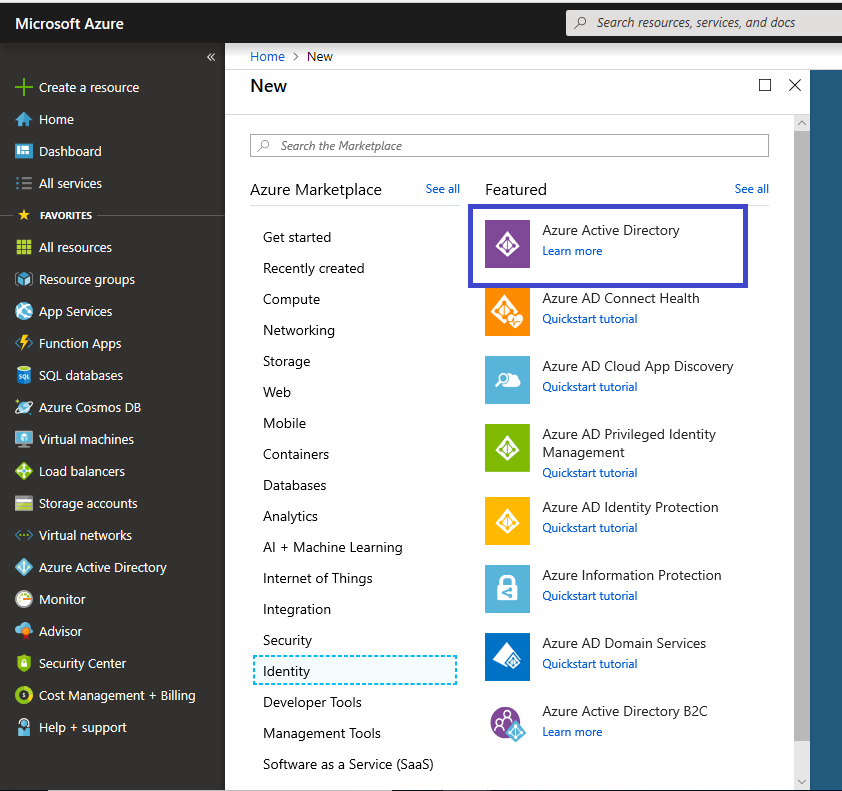 Microsoft Azure
Search resources, services, and docs
«
Create a resource
Home
Dashboard
All services
FAVORITES
All resources
Resource groups
App Services
Function Apps
SQL databases
Azure Cosmos DB
Virtual machines
Load balancers
Storage accounts
Virtual networks
Azure Active Directory
Monitor
Advisor
Security Center
Cost Management + Billing
Help + support
Home > New
New
Search the Marketplace
Azure Marketplace See all
Get started
Recently created
Compute
Networking
Storage
Web
Mobile
Containers
Databases
Analytics
AI + Machine Learning
Internet of Things
Integration
Security
Identity
Developer Tools
Management Tools
Software as a Service (SaaS)
Featured See all
Azure Active Directory
Learn more
Azure AD Connect Health
Quickstart tutorial
Azure AD Cloud App Discovery
Quickstart tutorial
Azure AD Privileged Identity
Management
Quickstart tutorial
Azure AD Identity Protection
Quickstart tutorial
Azure Information Protection
Quickstart tutorial
Azure AD Domain Services
Quickstart tutorial
Azure Active Directory B2C
Learn more